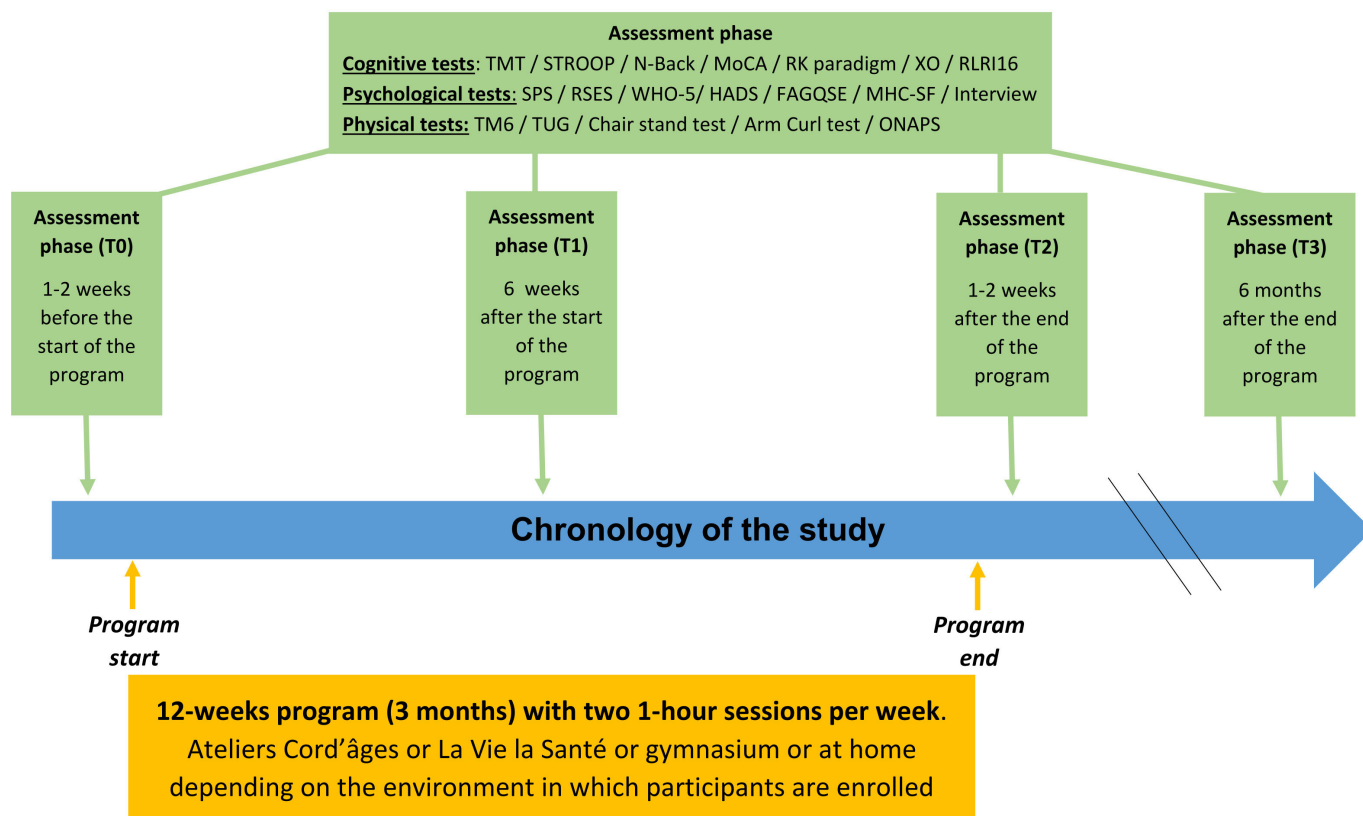 Assessment phase
Cognitive tests: TMT / STROOP / N-Back / MoCA / RK paradigm / XO / RLRI16
Psychological tests: SPS / RSES / WHO-5/ HADS / FAGQSE / MHC-SF / Interview
Physical tests: TM6 / TUG / Chair stand test / Arm Curl test / ONAPS
Assessment
phase (T0)
1-2 weeks
before the
start of the
program
Assessment
phase (T1)
6 weeks
after the start
of the
program
Assessment
phase (T2)
1-2 weeks
after the end
of the
program
Assessment
phase (T3)
6 months
after the end
of the
program
Chronology of the study
Program
start
Program
end
12-weeks program (3 months) with two 1-hour sessions per week.
Ateliers Cord’âges or La Vie la Santé or gymnasium or at home
depending on the environment in which participants are enrolled